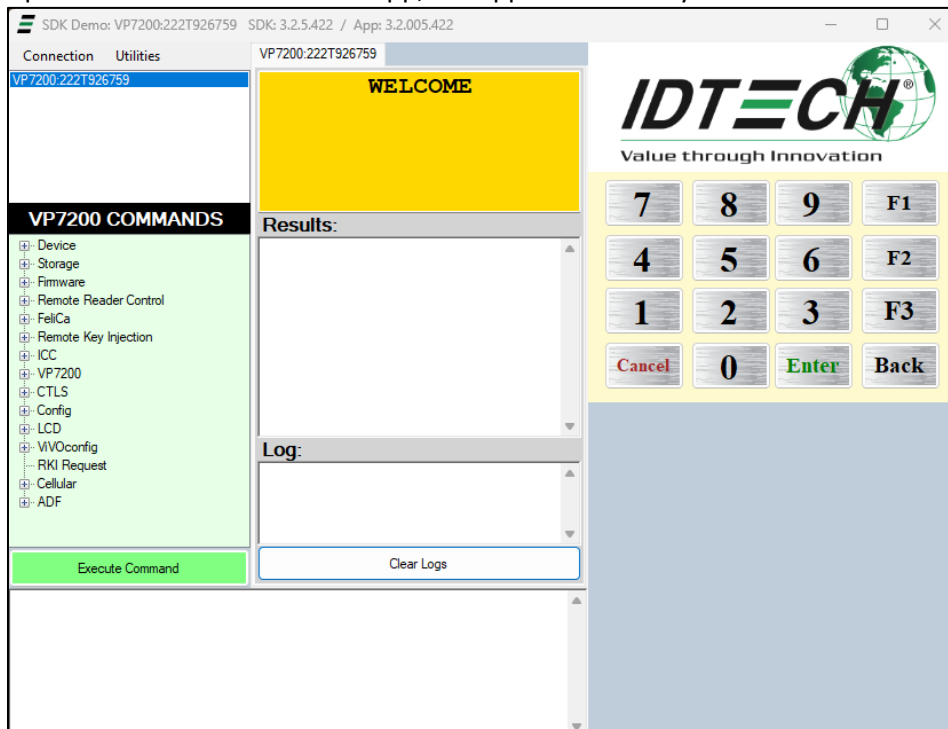 SDK Demo: VP7200:222T926759   SDK: 3.2.5.422  /  App: 3.2.005.422
Connection   Utilities
VP7200:222T926759
VP7200:222T926759
WELCOME
VP7200 COMMANDS
Device
Storage
Firmware
Remote Reader Control
FeliCa
Remote Key Injection
ICC
VP7200
CTLS
Config
LCD
ViVOconfig
RKI Request
Cellular
ADF
Execute Command
Results:
Log:
Clear Logs
IDTECH®
Value through Innovation
7 8 9 F1
4 5 6 F2
1 2 3 F3
Cancel 0 Enter Back